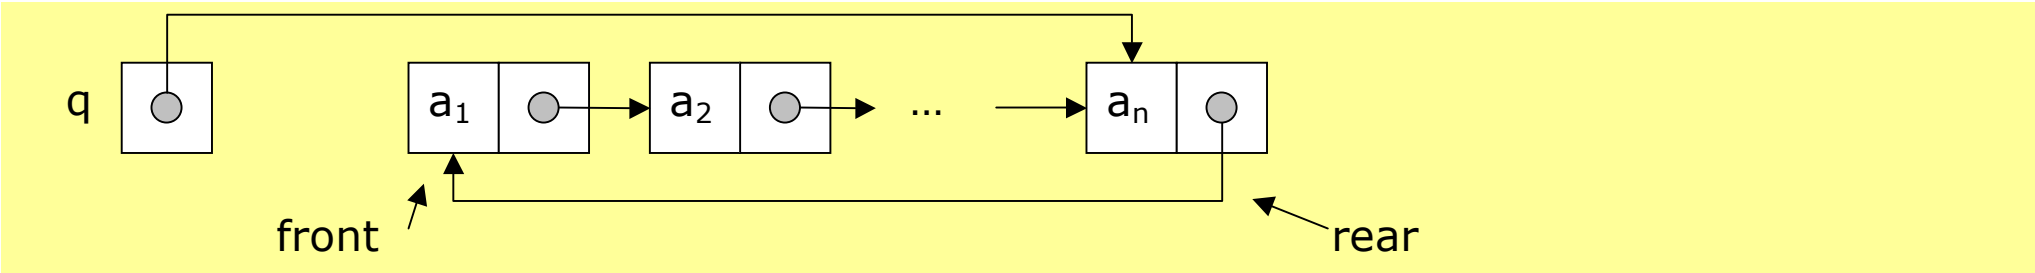 q a₁ a₂ ... aₙ
front rear